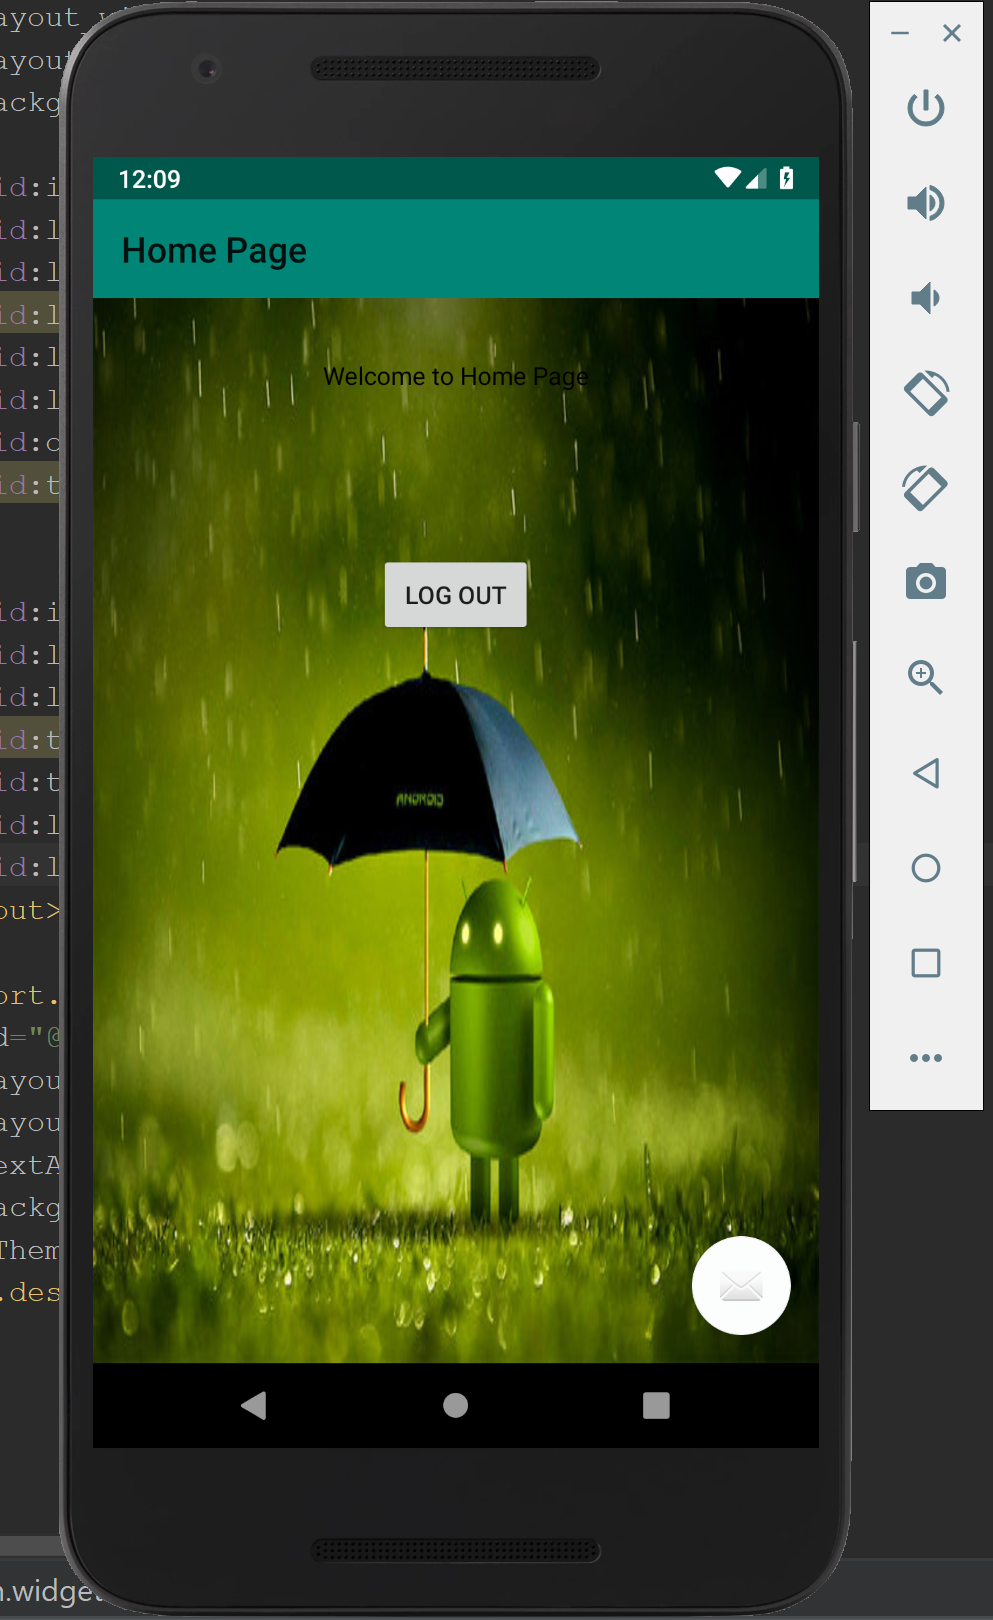 ayout
ayout
ackg
12:09
id:i
Home Page
id:l
id:l
id:l
id:l
Welcome to Home Page
id:l
id:o
id:t
LOG OUT
id:i
id:l
id:l
id:t
id:t
ANDROID
id:l
id:l
out>
ort.
d="@
ayou
ayou
extA
ackg
Them
.des
n.widget